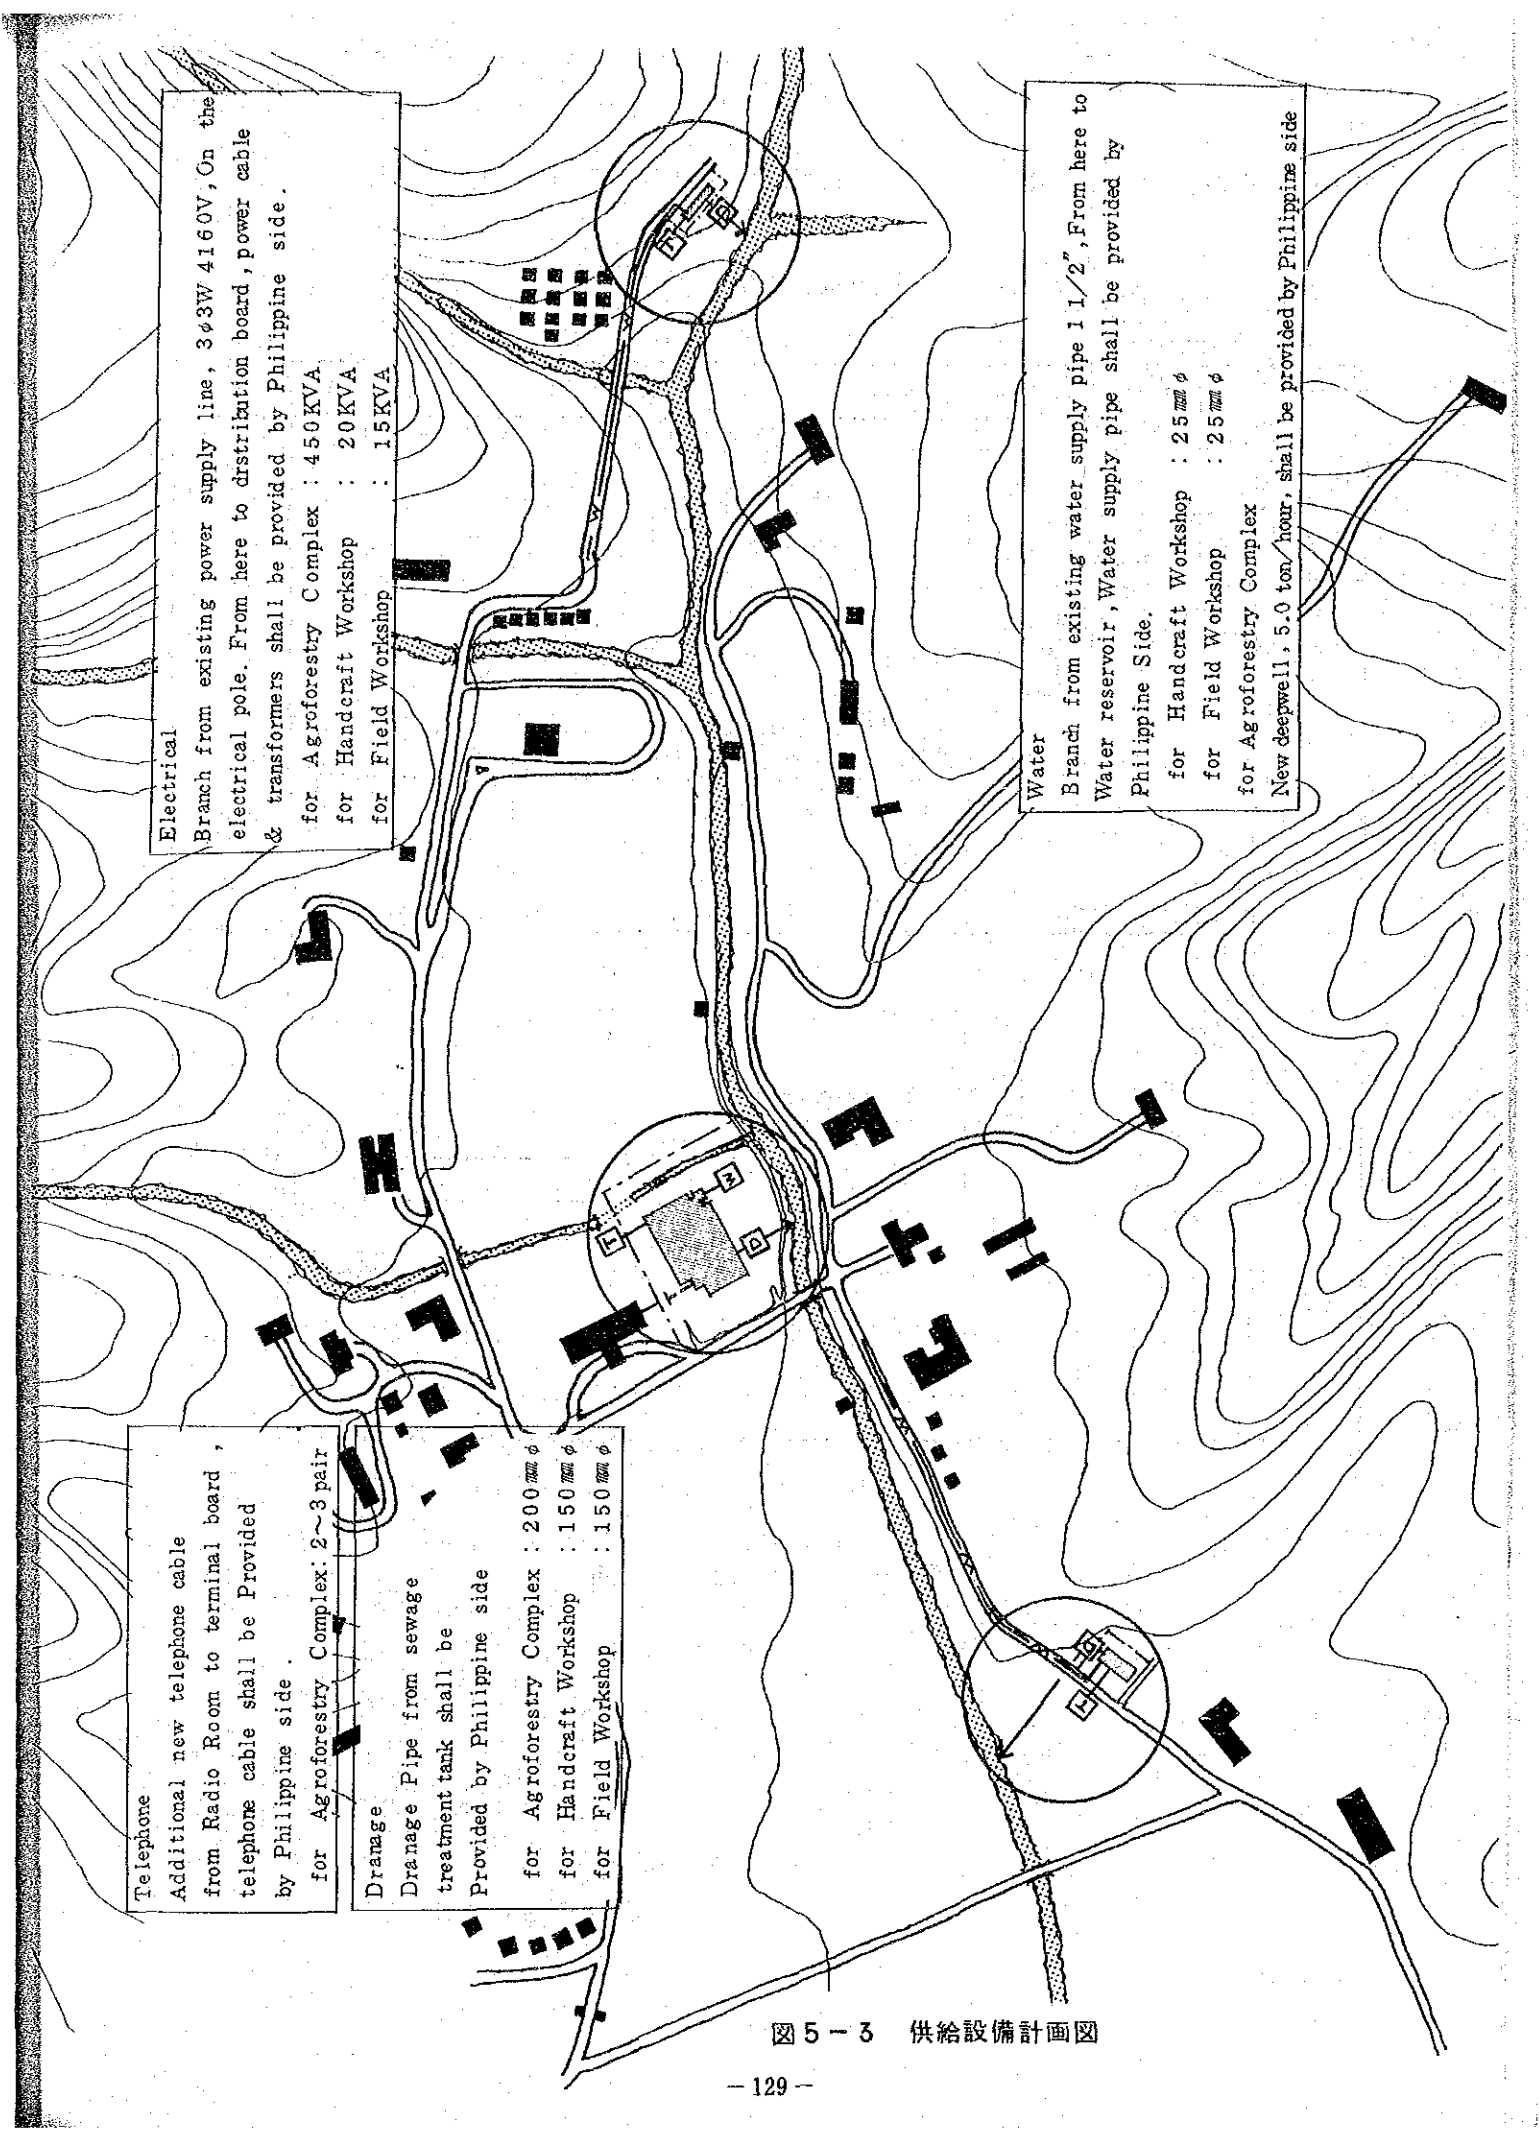 Electrical
Branch from existing power supply line, 3φ3W 4160V, On the
electrical pole. From here to drstribution board, power cable
& transformers shall be provided by Philippine side.
for Agroforestry Complex : 450KVA
for Handcraft Workshop : 20KVA
for Field Workshop : 15KVA
Water
Branch from existing water supply pipe 1 1/2", From here to
Water reservoir, Water supply pipe shall be provided by
Philippine Side.
for Handcraft Workshop : 25mmφ
for Field Workshop : 25mmφ
for Agroforestry Complex
New deepwell, 5.0 ton/hour, shall be provided by Philippine side
Telephone
Additional new telephone cable
from Radio Room to terminal board,
telephone cable shall be Provided
by Philippine side.
for Agroforestry Complex: 2~3 pair
Dranage
Dranage Pipe from sewage
treatment tank shall be
Provided by Philippine side
for Agroforestry Complex : 200mmφ
for Handcraft Workshop : 150mmφ
for Field Workshop : 150mmφ
T
W
D
W
D
図5-3 供給設備計画図
-129-